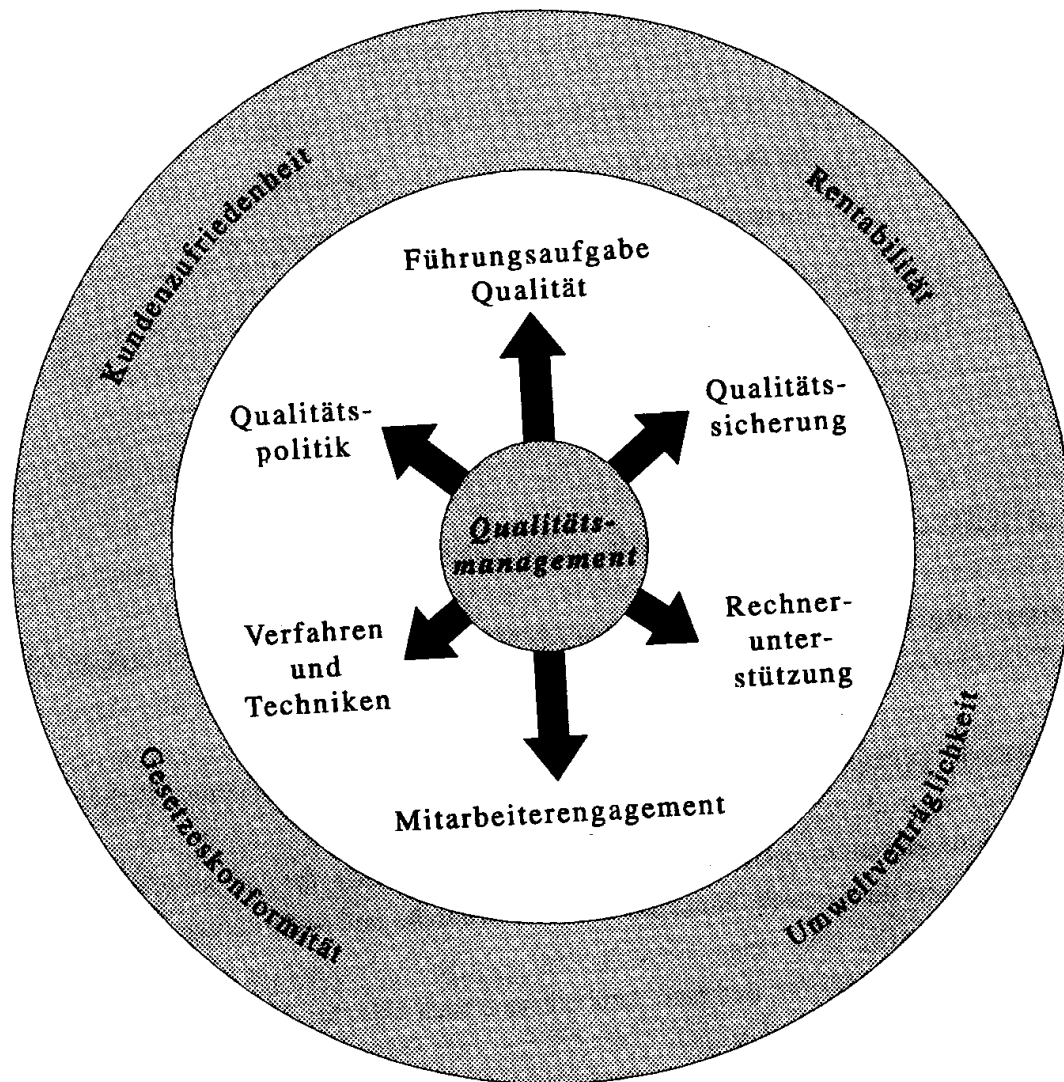 Kundenzufriedenheit
Rentabilität
Führungsaufgabe
Qualität
Qualitäts-
politik
Qualitäts-
sicherung
Qualitäts-
management
Verfahren
und
Techniken
Rechner-
unter-
stützung
Mitarbeiterengagement
Gesetzeskonformität
Umweltverträglichkeit